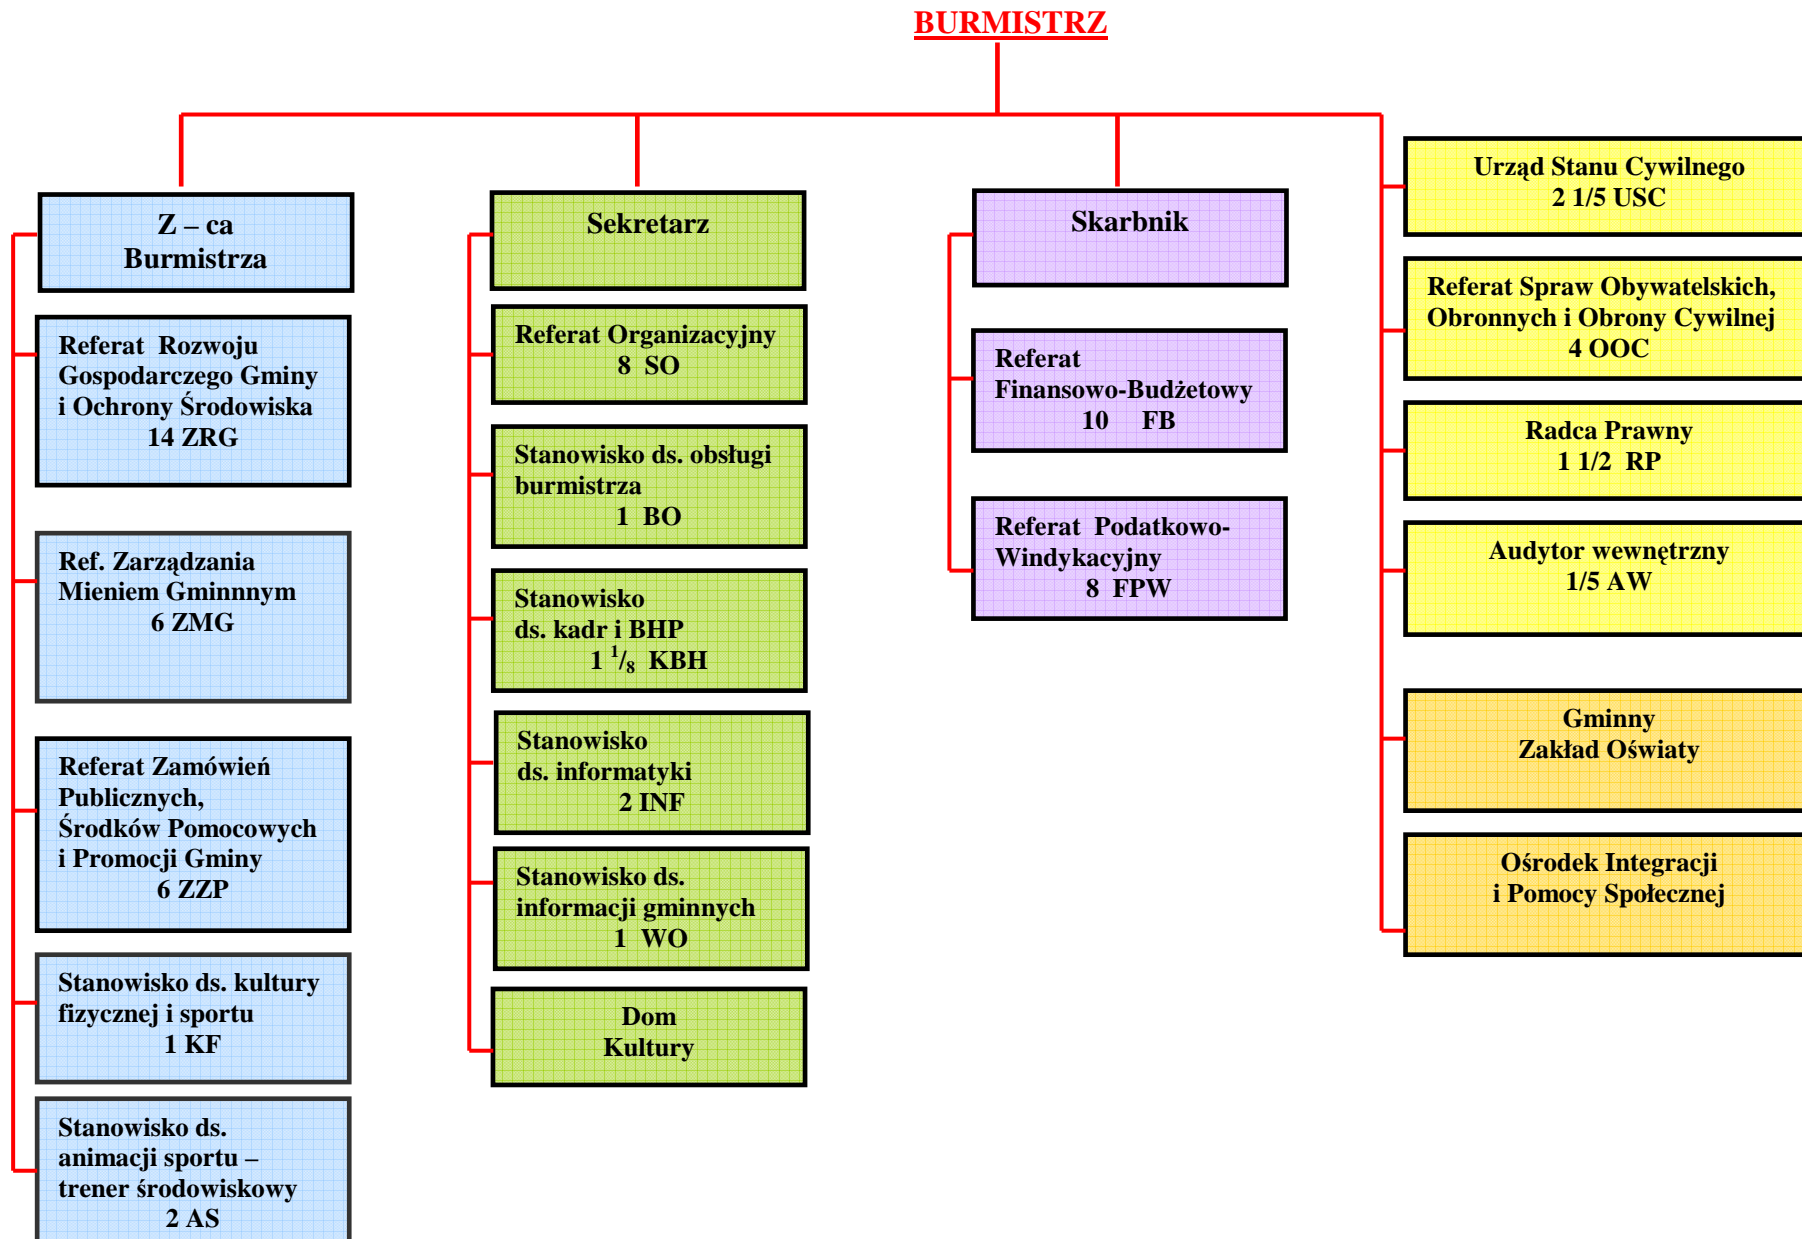 BURMISTRZ
Z – ca
Burmistrza
Referat Rozwoju
Gospodarczego Gminy
i Ochrony Środowiska
14 ZRG
Ref. Zarządzania
Mieniem Gminnnym
6 ZMG
Referat Zamówień
Publicznych,
Środków Pomocowych
i Promocji Gminy
6 ZZP
Stanowisko ds. kultury
fizycznej i sportu
1 KF
Stanowisko ds.
animacji sportu –
trener środowiskowy
2 AS
Sekretarz
Referat Organizacyjny
8 SO
Stanowisko ds. obsługi
burmistrza
1 BO
Stanowisko
ds. kadr i BHP
1 1/8 KBH
Stanowisko
ds. informatyki
2 INF
Stanowisko ds.
informacji gminnych
1 WO
Dom
Kultury
Skarbnik
Referat
Finansowo-Budżetowy
10 FB
Referat Podatkowo-
Windykacyjny
8 FPW
Urząd Stanu Cywilnego
2 1/5 USC
Referat Spraw Obywatelskich,
Obronnych i Obrony Cywilnej
4 OOC
Radca Prawny
1 1/2 RP
Audytor wewnętrzny
1/5 AW
Gminny
Zakład Oświaty
Ośrodek Integracji
i Pomocy Społecznej